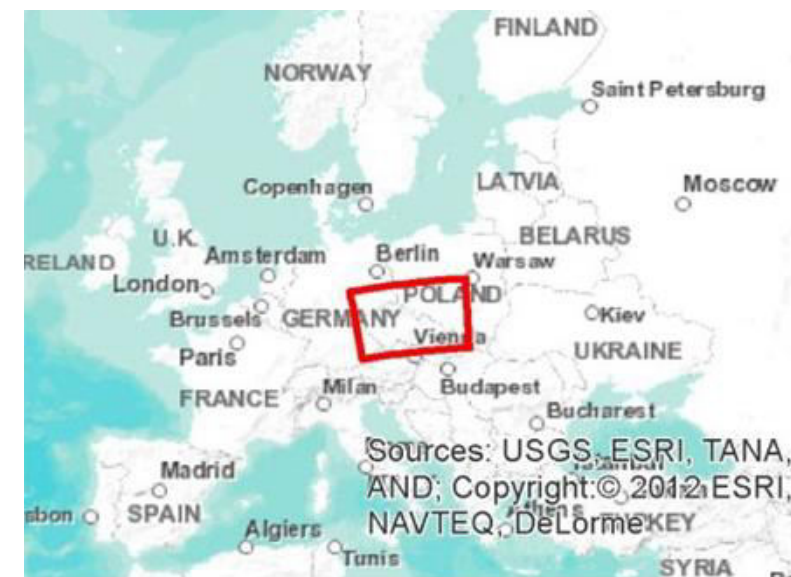 FINLAND
NORWAY
Saint Petersburg
Copenhagen
LATVIA
Moscow
U.K.
BELARUS
RELAND
Amsterdam
Berlin
Warsaw
London
POLAND
Brussels
GERMANY
Kiev
Vienna
UKRAINE
Paris
FRANCE
Milan
Budapest
Bucharest
Sources: USGS, ESRI, TANA,
Madrid
AND, Copyright:© 2012 ESRI,
sbon
SPAIN
Algiers
NAVTEQ, DeLorme
Tunis
SYRIA